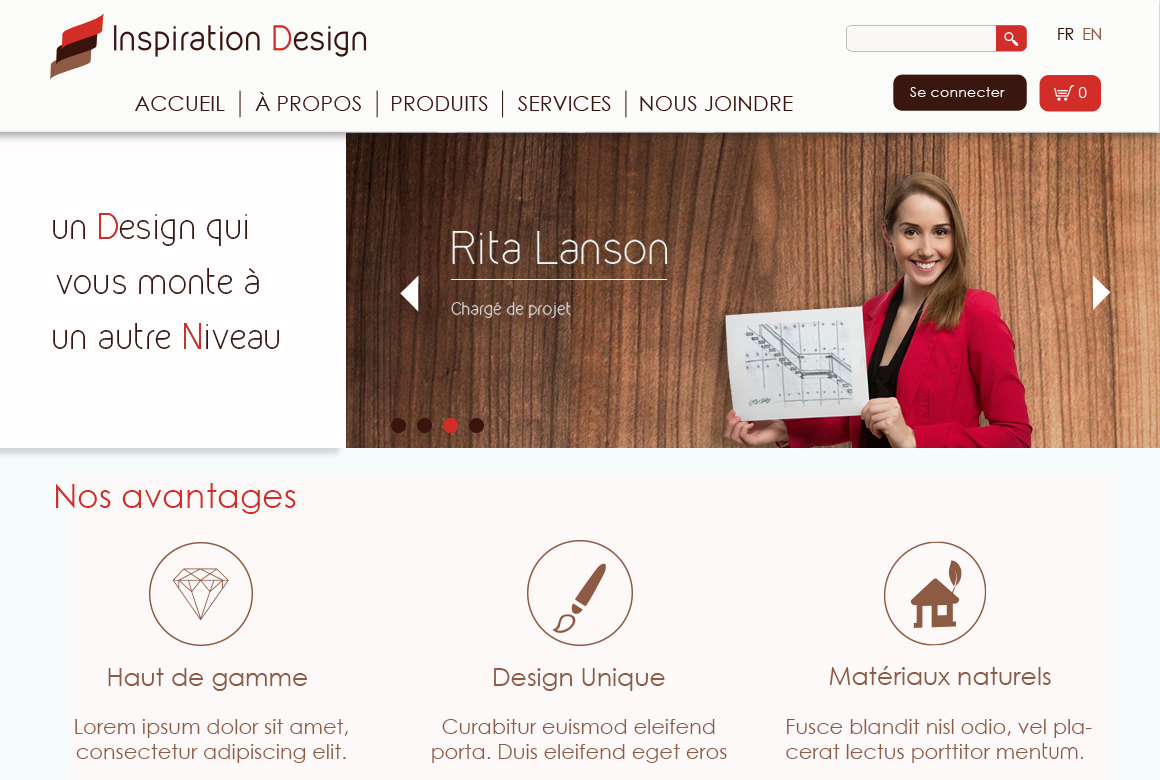 Inspiration Design
FR EN
Se connecter
0
ACCUEIL
À PROPOS
PRODUITS
SERVICES
NOUS JOINDRE
un Design qui
vous monte à
un autre Niveau
Rita Lanson
Chargé de projet
Nos avantages
Haut de gamme
Lorem ipsum dolor sit amet,
consectetur adipiscing elit.
Design Unique
Curabitur euismod eleifend
porta. Duis eleifend eget eros
Matériaux naturels
Fusce blandit nisl odio, vel pla-
cerat lectus porttitor mentum.